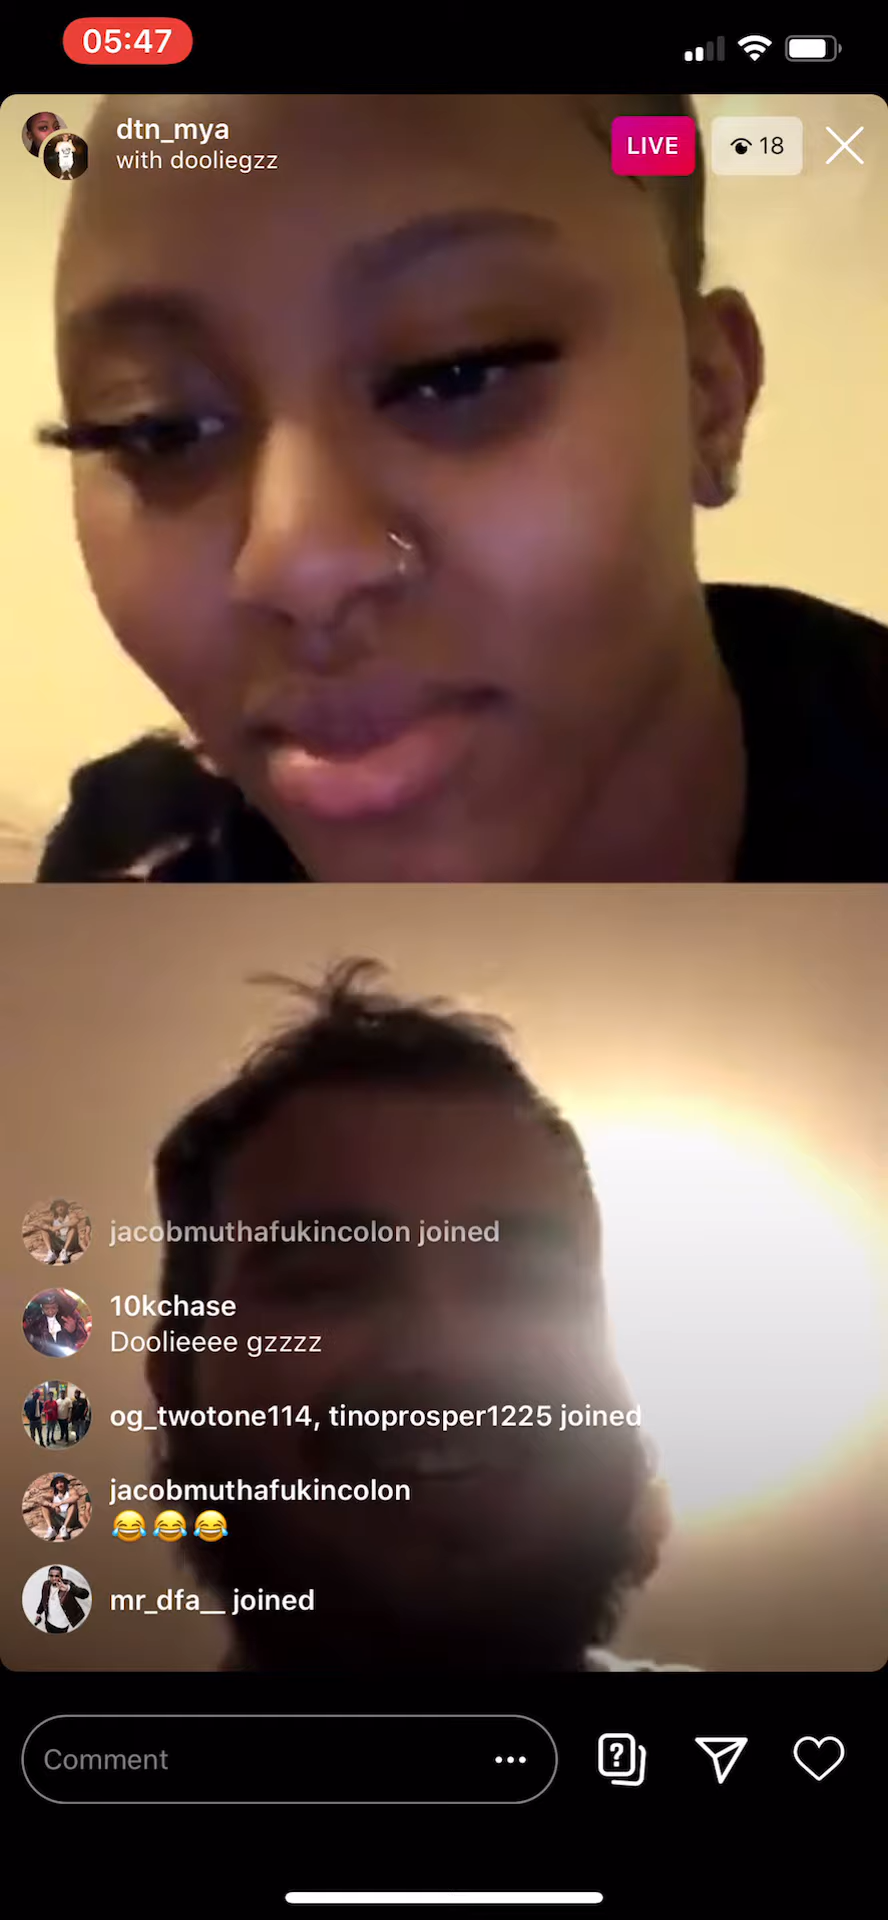 05:47
dtn_mya
with dooliegzz
LIVE
18
jacobmuthafukincolon joined
10kchase
Doolieeee gzzzz
og_twotone114, tinoprosper1225 joined
jacobmuthafukincolon
😂😂😂
mr_dfa__ joined
Comment